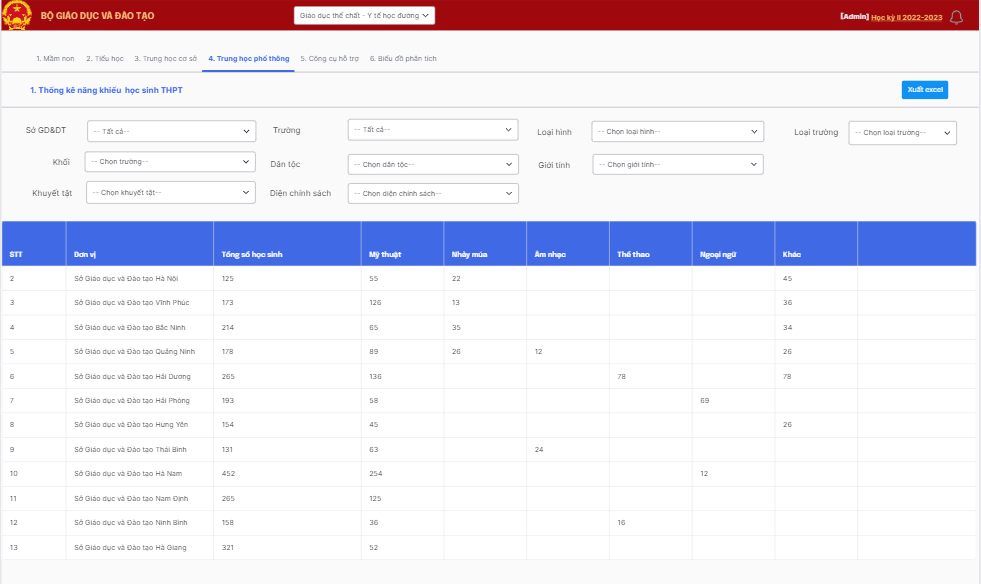 BỘ GIÁO DỤC VÀ ĐÀO TẠO Giáo dục thể chất - Y tế học đường [Admin] Học kỳ II 2022-2023
1. Mầm non 2. Tiểu học 3. Trung học cơ sở 4. Trung học phổ thông 5. Công cụ hỗ trợ 6. Biểu đồ phân tích
1. Thống kê năng khiếu học sinh THPT Xuất excel
Sở GD&DT -- Tất cả-- Trường -- Tất cả-- Loại hình -- Chọn loại hình-- Loại trường -- Chọn loại trường--
Khối -- Chọn trường-- Dân tộc -- Chọn dân tộc-- Giới tính -- Chọn giới tính--
Khuyết tật -- Chọn khuyết tật-- Diện chính sách -- Chọn diện chính sách--
STT Đơn vị Tổng số học sinh Mỹ thuật Nhảy múa Âm nhạc Thể thao Ngoại ngữ Khác
2 Sở Giáo dục và Đào tạo Hà Nội 125 55 22 45
3 Sở Giáo dục và Đào tạo Vĩnh Phúc 173 126 13 36
4 Sở Giáo dục và Đào tạo Bắc Ninh 214 65 35 34
5 Sở Giáo dục và Đào tạo Quảng Ninh 178 89 26 12 26
6 Sở Giáo dục và Đào tạo Hải Dương 265 136 78 78
7 Sở Giáo dục và Đào tạo Hải Phòng 193 58 69
8 Sở Giáo dục và Đào tạo Hưng Yên 154 45 26
9 Sở Giáo dục và Đào tạo Thái Bình 131 63 24
10 Sở Giáo dục và Đào tạo Hà Nam 452 254 12
11 Sở Giáo dục và Đào tạo Nam Định 265 125
12 Sở Giáo dục và Đào tạo Ninh Bình 158 36 16
13 Sở Giáo dục và Đào tạo Hà Giang 321 52